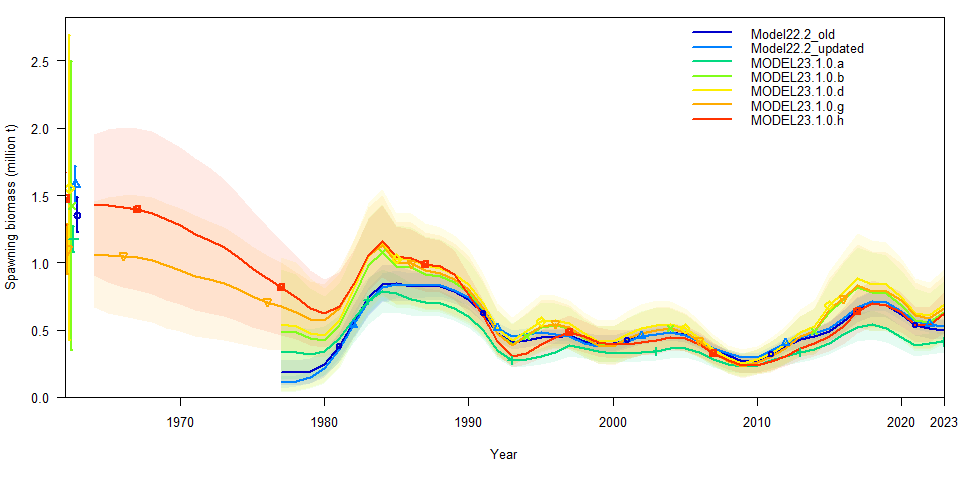 Model22.2_old
Model22.2_updated
MODEL23.1.0.a
MODEL23.1.0.b
MODEL23.1.0.d
MODEL23.1.0.g
MODEL23.1.0.h
Spawning biomass (million t)
2.5
2.0
1.5
1.0
0.5
0.0
1970 1980 1990 2000 2010 2020 2023
Year